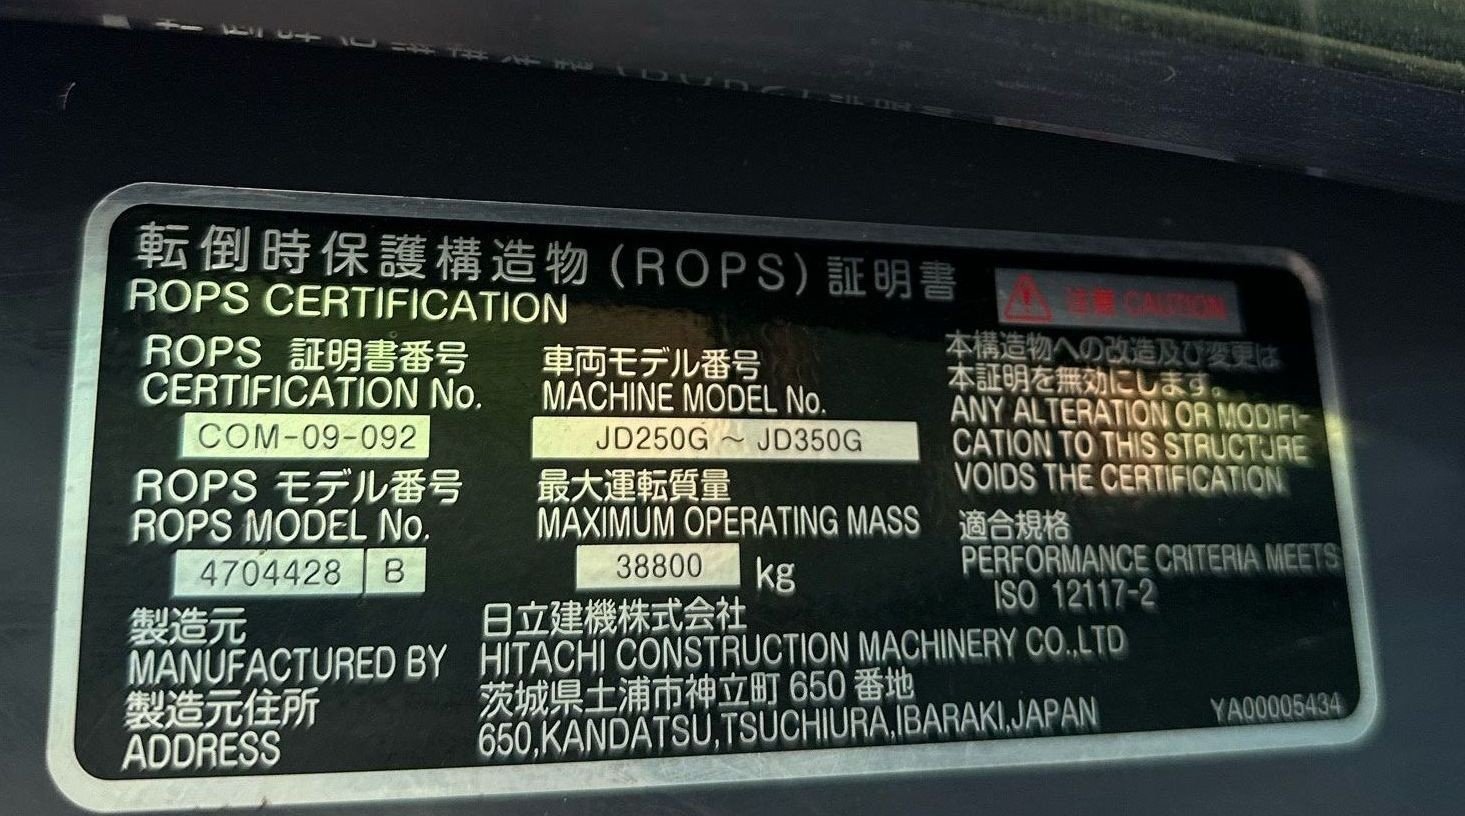 転倒時保護構造物(ROPS)証明書
ROPS CERTIFICATION
注意 CAUTION
ROPS 証明書番号
CERTIFICATION No.
COM-09-092
車両モデル番号
MACHINE MODEL No.
JD250G ~ JD350G
本構造物への改造及び変更は
本証明を無効にします。
ANY ALTERATION OR MODIFI-
CATION TO THIS STRUCTURE
VOIDS THE CERTIFICATION
ROPS モデル番号
ROPS MODEL No.
4704428 B
最大運転質量
MAXIMUM OPERATING MASS
38800 kg
適合規格
PERFORMANCE CRITERIA MEETS
ISO 12117-2
製造元
MANUFACTURED BY
日立建機株式会社
HITACHI CONSTRUCTION MACHINERY CO.,LTD
製造元住所
ADDRESS
茨城県土浦市神立町 650 番地
650,KANDATSU,TSUCHIURA,IBARAKI,JAPAN
YA00005434